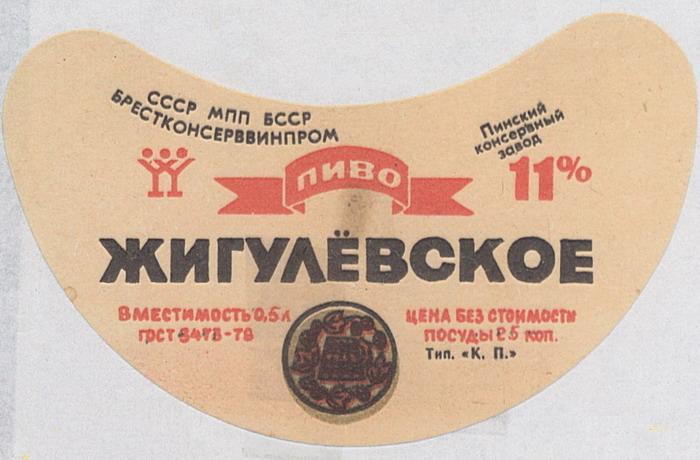 СССР МПП БССР
БРЕСТКОНСЕРВВИНПРОМ
Пинский
консервный
завод
ПИВО
11%
ЖИГУЛЁВСКОЕ
ВМЕСТИМОСТЬ 0,5 л
ГОСТ 3473-78
ЦЕНА БЕЗ СТОИМОСТИ
ПОСУДЫ 25 КОП.
Тип. «К. П.»